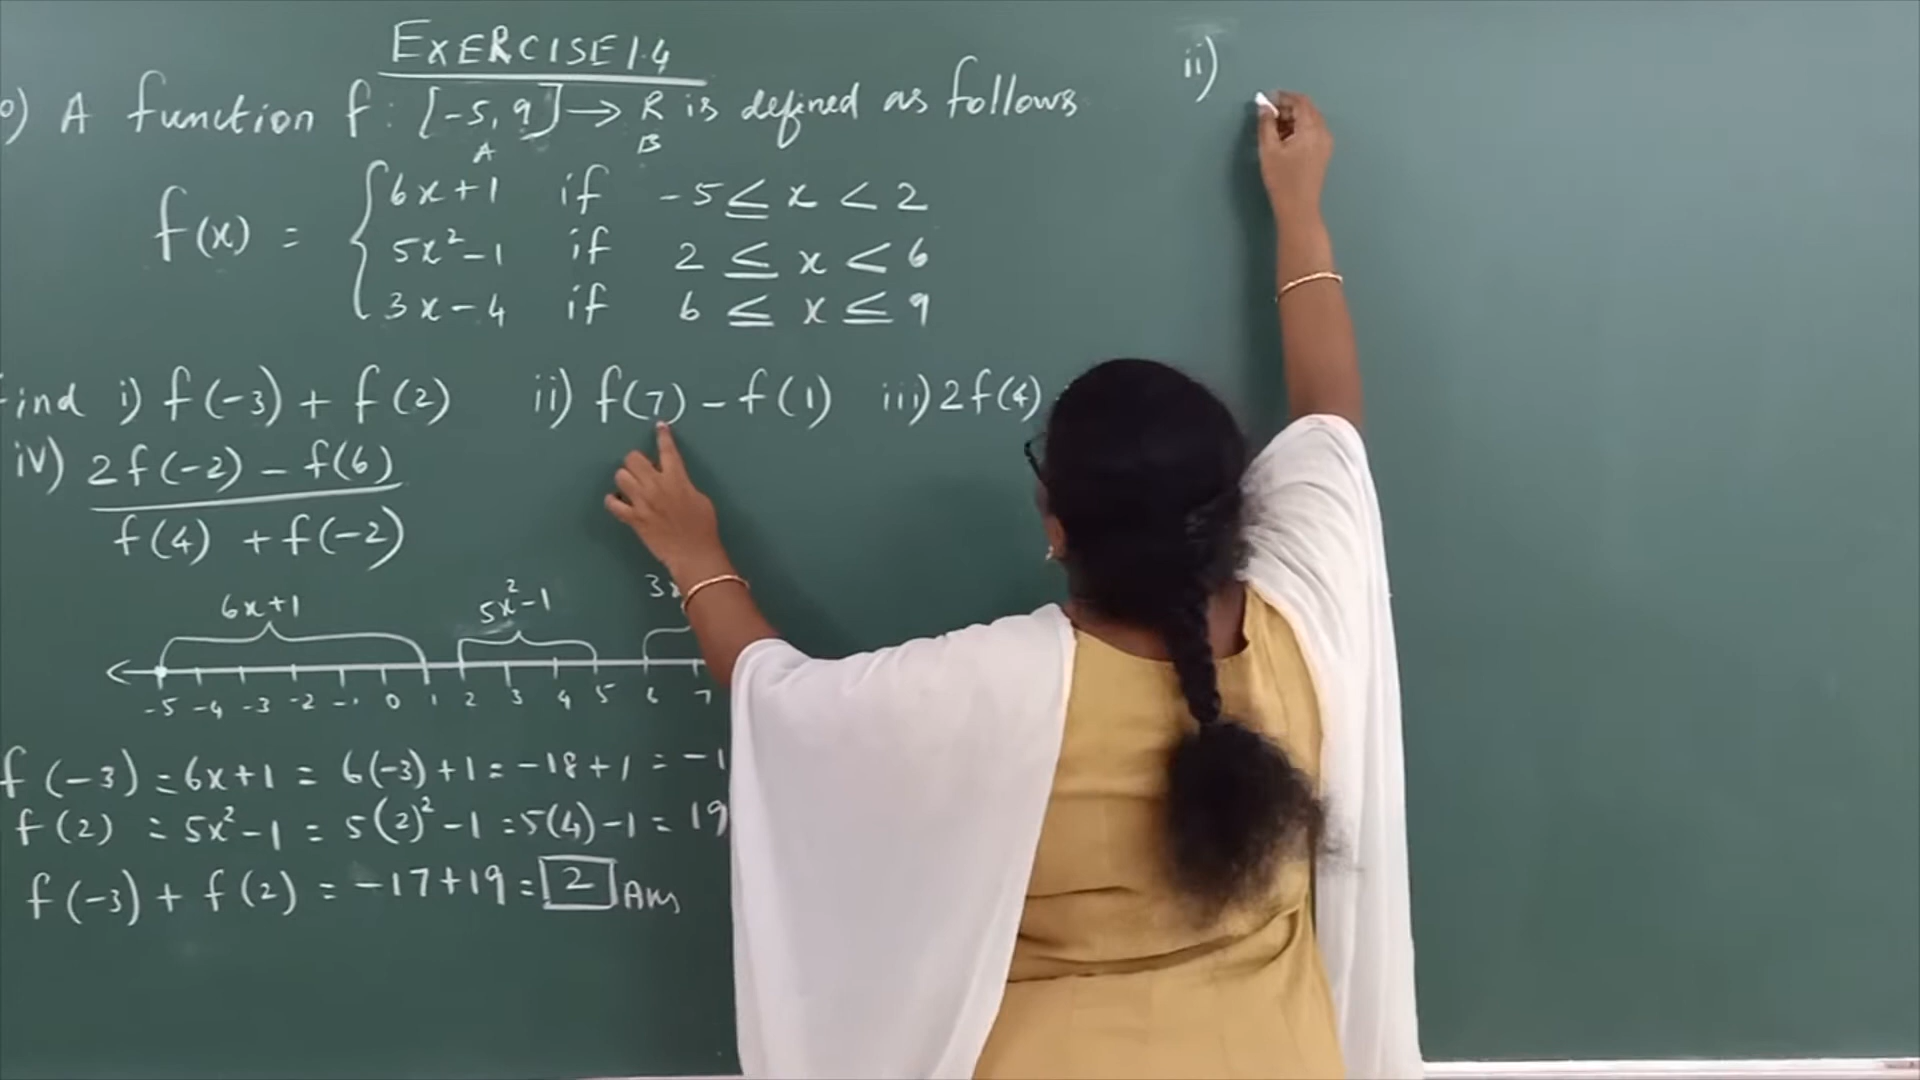 EXERCISE 1.4
0) A function f : [-5, 9] → R is defined as follows
A B
f(x) = { 6x+1 if -5 ≤ x < 2
5x²-1 if 2 ≤ x < 6
3x-4 if 6 ≤ x ≤ 9
Find i) f(-3) + f(2) ii) f(7) - f(1) iii) 2f(4)
iv) 2f(-2) - f(6)
f(4) + f(-2)
6x+1 5x²-1 3x
-5 -4 -3 -2 -1 0 1 2 3 4 5 6 7
f(-3) = 6x+1 = 6(-3)+1 = -18+1 = -1
f(2) = 5x²-1 = 5(2)²-1 = 5(4)-1 = 19
f(-3) + f(2) = -17+19 = 2 Ans
ii)